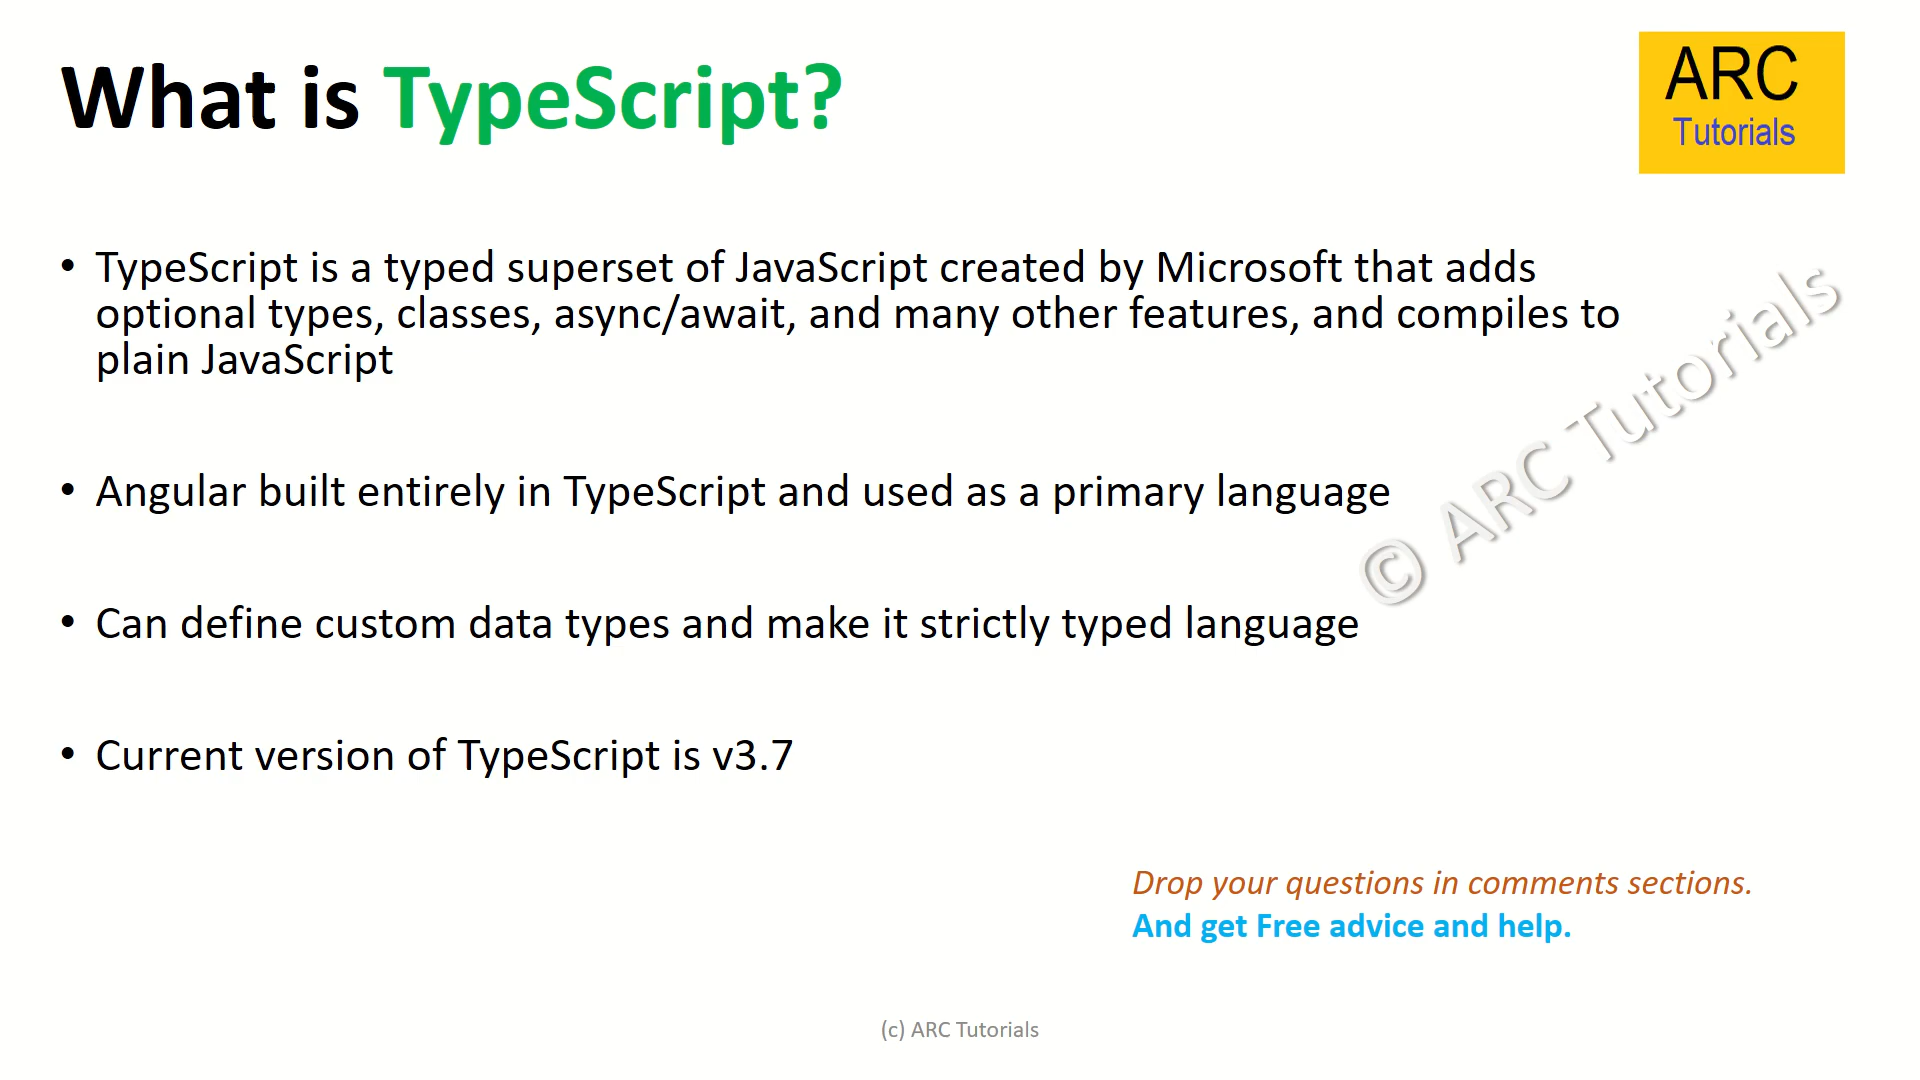 What is TypeScript?
ARC
Tutorials
• TypeScript is a typed superset of JavaScript created by Microsoft that adds
optional types, classes, async/await, and many other features, and compiles to
plain JavaScript
© ARC Tutorials
• Angular built entirely in TypeScript and used as a primary language
• Can define custom data types and make it strictly typed language
• Current version of TypeScript is v3.7
Drop your questions in comments sections.
And get Free advice and help.
(c) ARC Tutorials